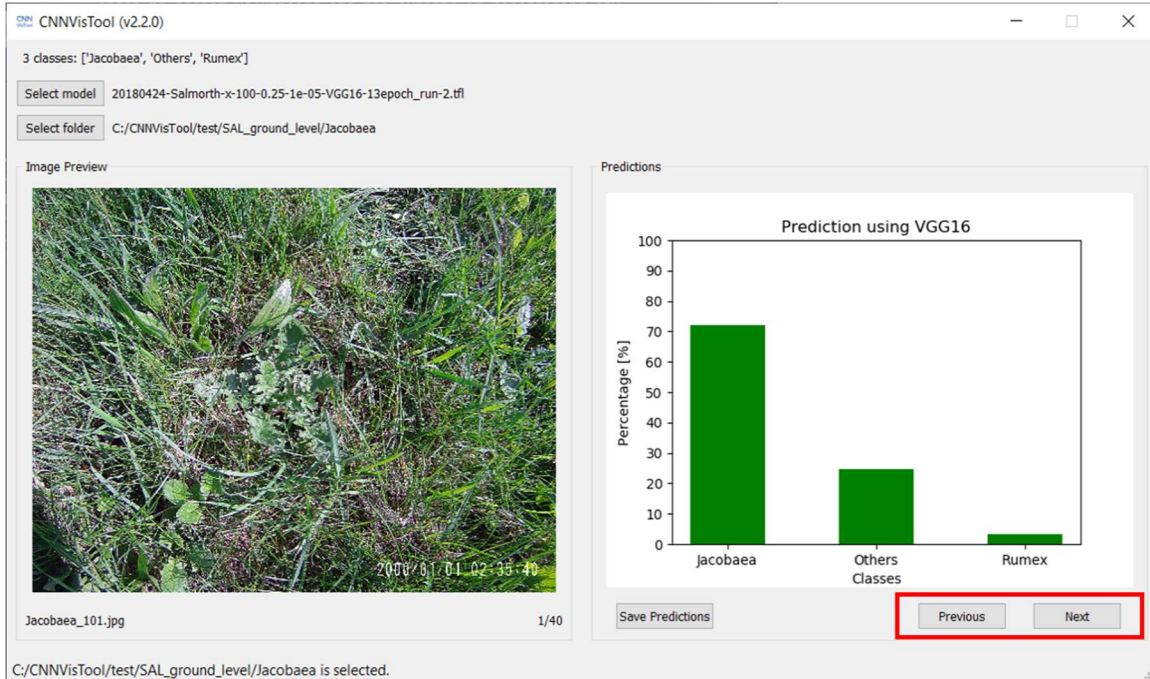 CNNVisTool (v2.2.0)
3 classes: ['Jacobaea', 'Others', 'Rumex']
Select model 20180424-Salmorth-x-100-0.25-1e-05-VGG16-13epoch_run-2.tfl
Select folder C:/CNNVisTool/test/SAL_ground_level/Jacobaea
Image Preview
2000/01/01 02:35:40
Jacobaea_101.jpg 1/40
Predictions
Prediction using VGG16
Percentage [%]
100
90
80
70
60
50
40
30
20
10
0
Jacobaea Others Rumex
Classes
Save Predictions Previous Next
C:/CNNVisTool/test/SAL_ground_level/Jacobaea is selected.